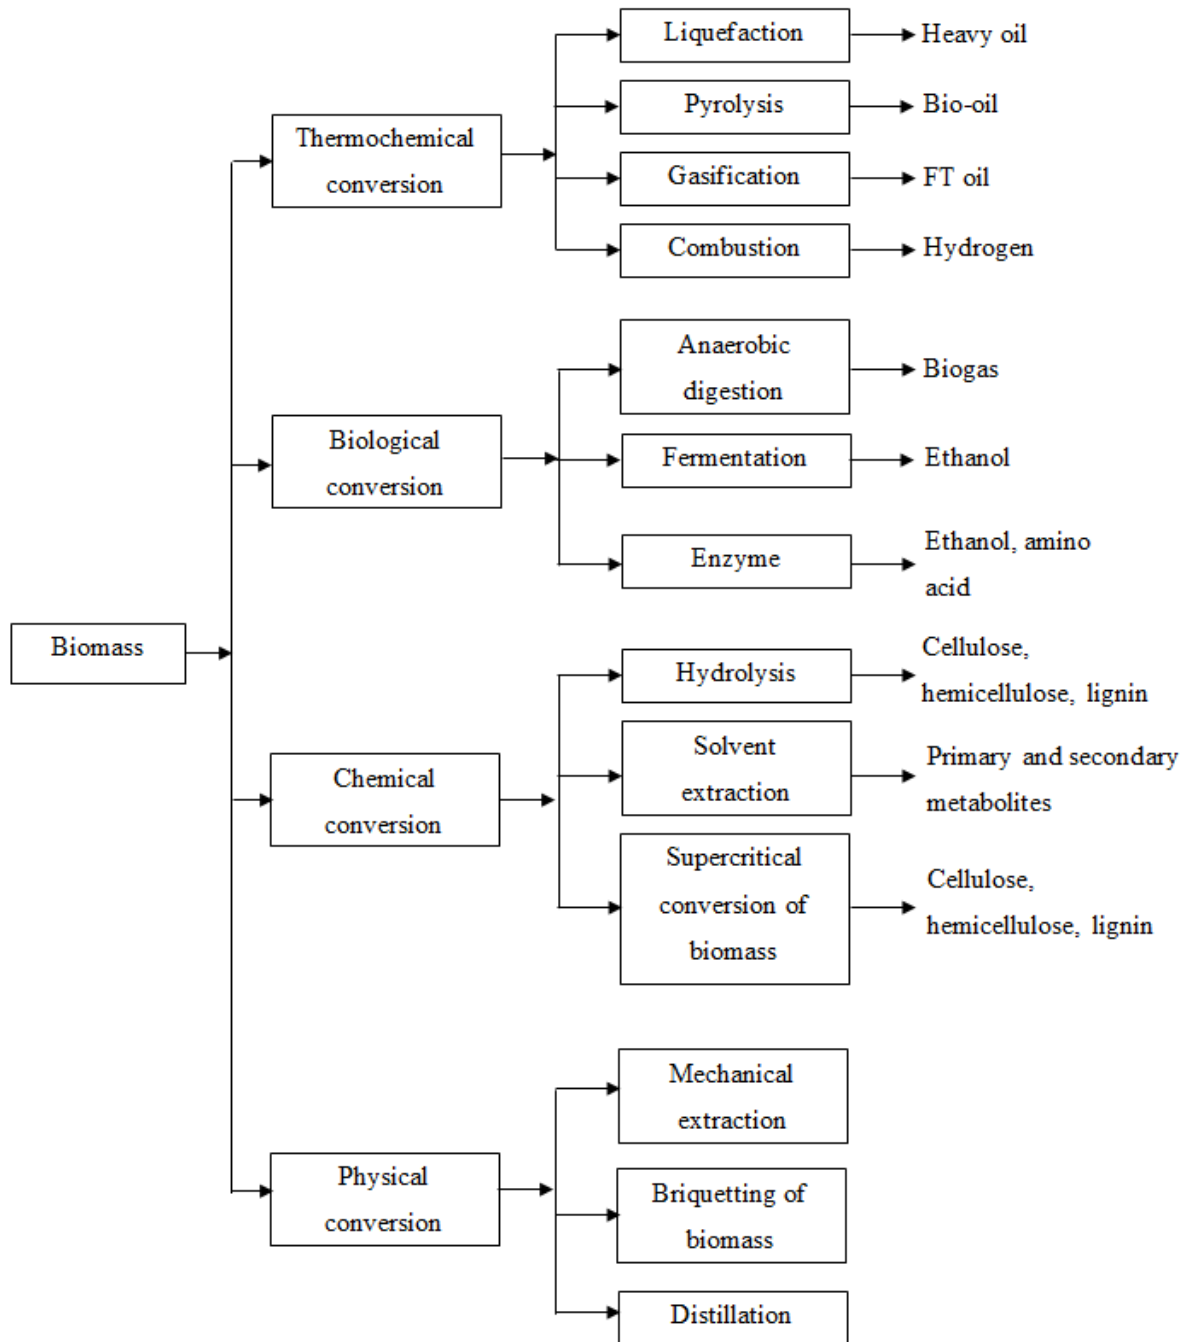 Liquefaction
Heavy oil
Pyrolysis
Bio-oil
Thermochemical
conversion
Gasification
FT oil
Combustion
Hydrogen
Anaerobic
digestion
Biogas
Biological
conversion
Fermentation
Ethanol
Enzyme
Ethanol, amino
acid
Biomass
Hydrolysis
Cellulose,
hemicellulose, lignin
Chemical
conversion
Solvent
extraction
Primary and secondary
metabolites
Supercritical
conversion of
biomass
Cellulose,
hemicellulose, lignin
Mechanical
extraction
Physical
conversion
Briquetting of
biomass
Distillation